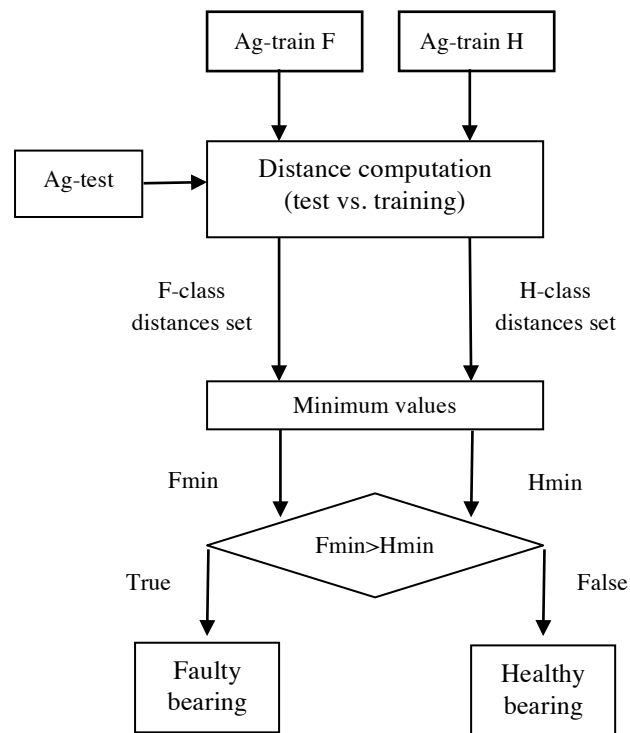 Ag-train F
Ag-train H
Ag-test
Distance computation
(test vs. training)
F-class
distances set
H-class
distances set
Minimum values
Fmin
Hmin
Fmin>Hmin
True
False
Faulty
bearing
Healthy
bearing